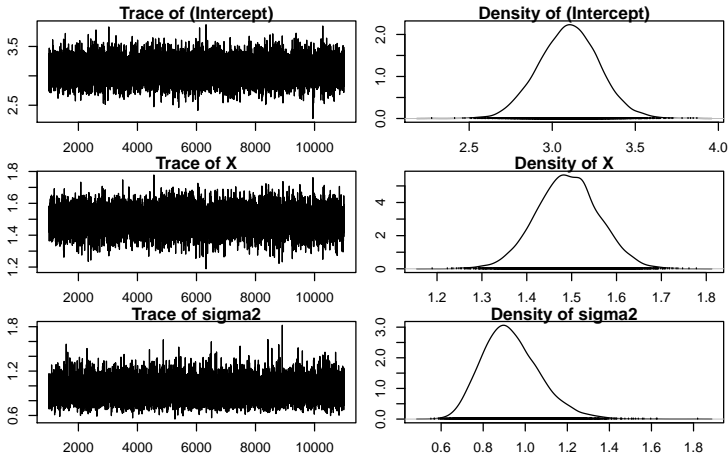 Trace of (Intercept)
2.5 3.5
2000 4000 6000 8000 10000
Density of (Intercept)
0.0 1.0 2.0
2.5 3.0 3.5 4.0
Trace of X
1.2 1.4 1.6 1.8
2000 4000 6000 8000 10000
Density of X
0 2 4
1.2 1.3 1.4 1.5 1.6 1.7 1.8
Trace of sigma2
0.6 1.2 1.8
2000 4000 6000 8000 10000
Density of sigma2
0.0 1.0 2.0 3.0
0.6 0.8 1.0 1.2 1.4 1.6 1.8